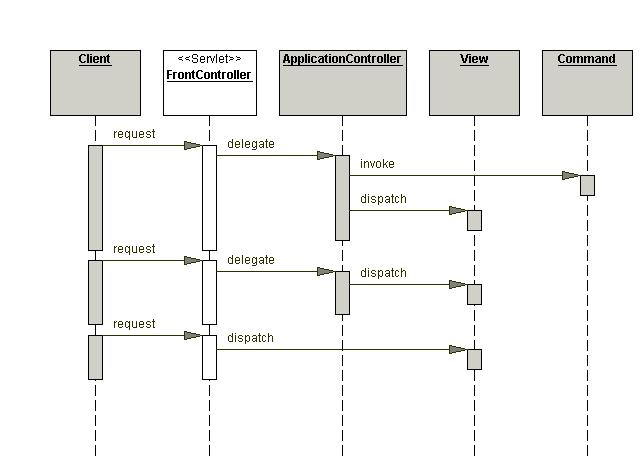 Client
<<Servlet>>
FrontController
ApplicationController
View
Command
request
delegate
invoke
dispatch
request
delegate
dispatch
request
dispatch